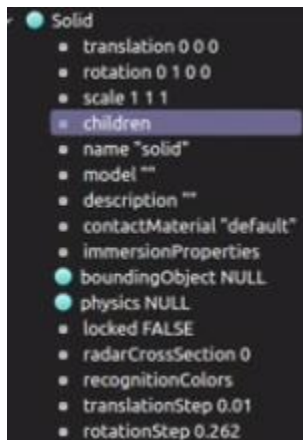 Solid
translation 0 0 0
rotation 0 1 0 0
scale 1 1 1
children
name "solid"
model ""
description ""
contactMaterial "default"
immersionProperties
boundingObject NULL
physics NULL
locked FALSE
radarCrossSection 0
recognitionColors
translationStep 0.01
rotationStep 0.262